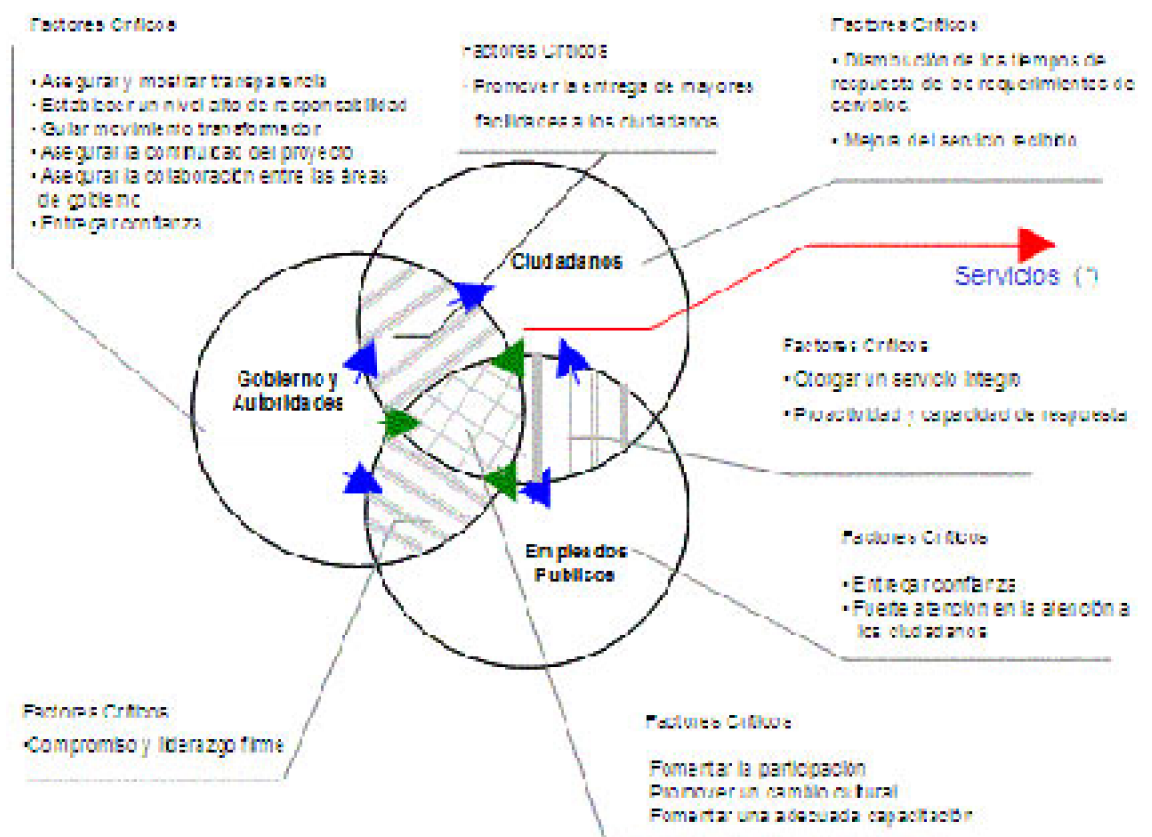 Factores Críticos
• Asegurar y mostrar transparencia
• Establecer un nivel alto de responsabilidad
• Guiar movimiento transformador
• Asegurar la continuidad del proyecto
• Asegurar la colaboración entre las áreas
de gobierno
• Entregar confianza
Factores Críticos
- Promover la entrega de mayores
facilidades a los ciudadanos
Factores Críticos
• Disminución de los tiempos de
respuesta de los requerimientos de
servicios.
• Mejora del servicio recibido
Ciudadanos
Servicios (*)
Gobierno y
Autoridades
Factores Críticos
• Otorgar un servicio íntegro
• Proactividad y capacidad de respuesta
Empleados
Publicos
Factores Críticos
• Entregar confianza
• Fuerte atencion en la atención a
los ciudadanos
Factores Críticos
•Compromiso y liderazgo firme
Factores Críticos
Fomentar la participación
Promover un cambio cultural
Fomentar una adecuada capacitación